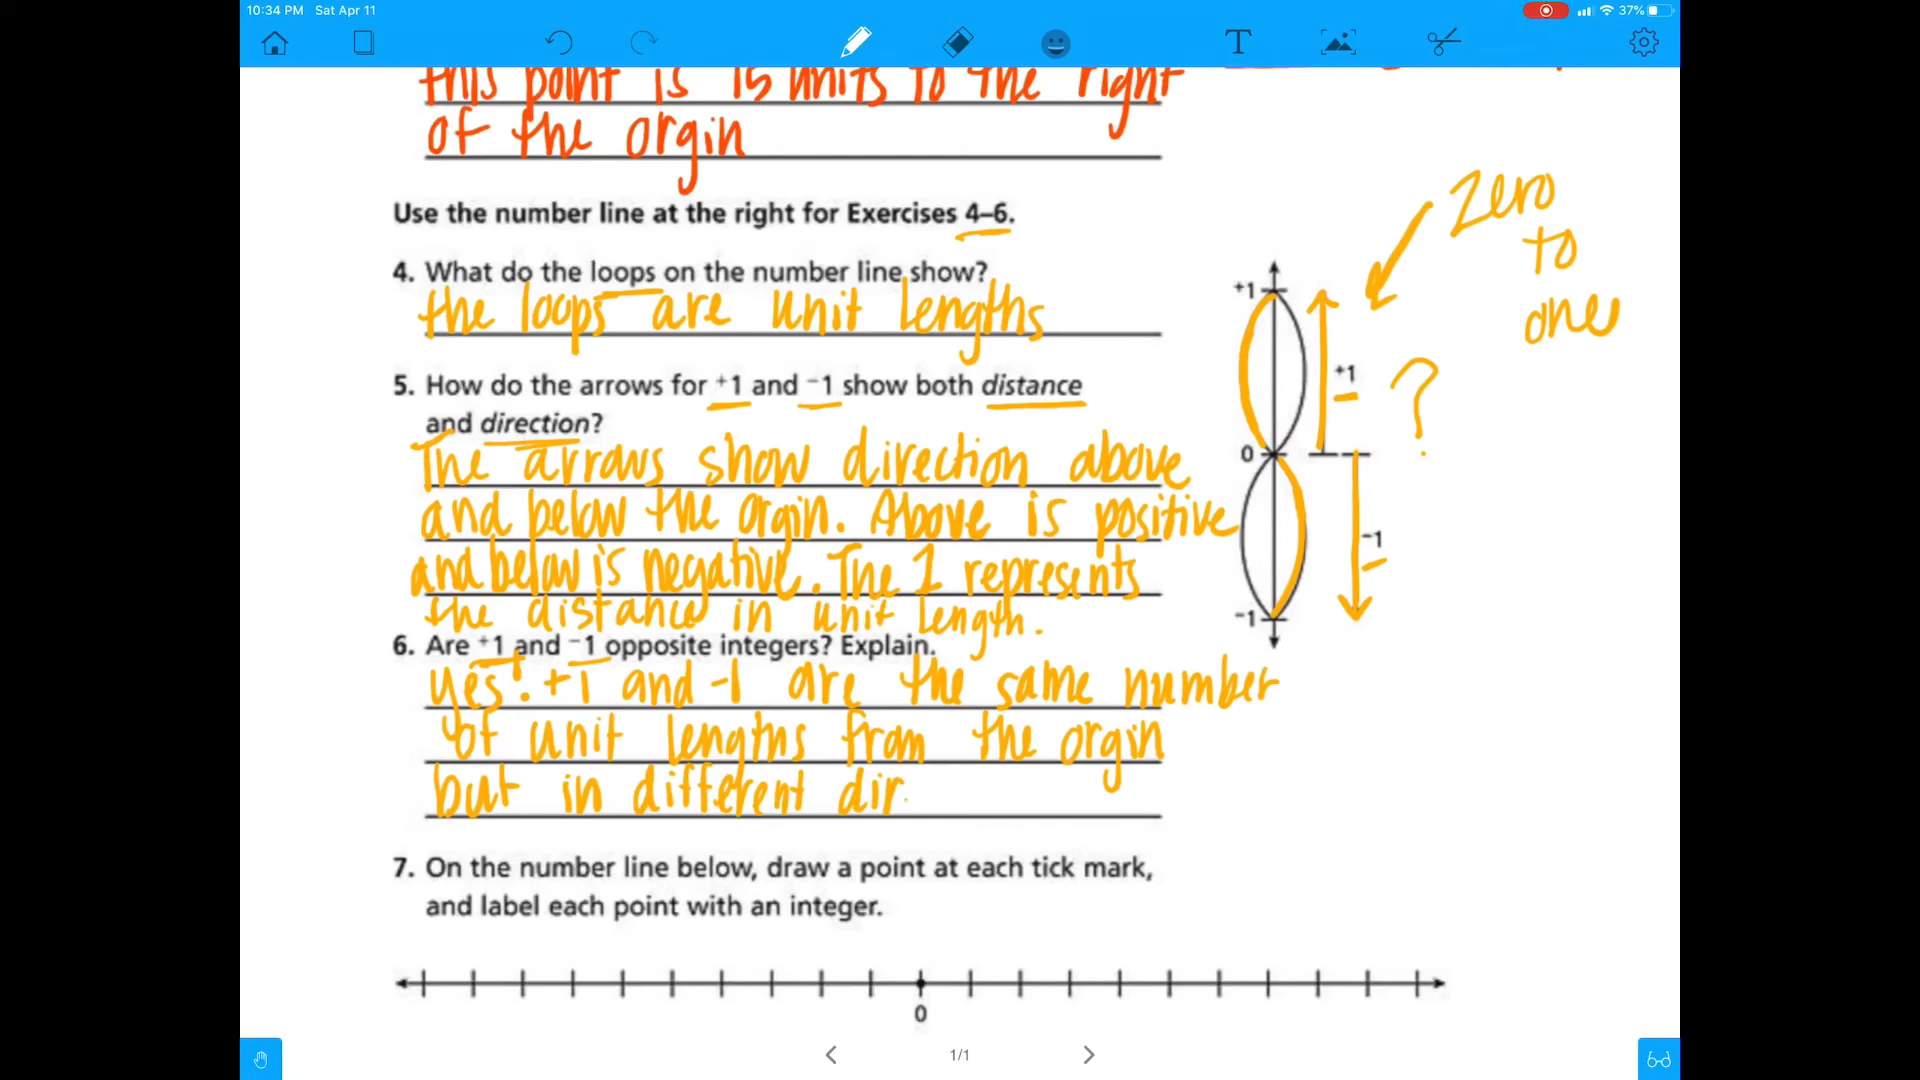 10:34 PM Sat Apr 11
37%
T
this point is 15 units to the right
of the orgin
Use the number line at the right for Exercises 4–6.
4. What do the loops on the number line show?
the loops are unit lengths
5. How do the arrows for ⁺1 and ⁻1 show both distance
and direction?
The arrows show direction above
and below the orgin. Above is positive
and below is negative. The 1 represents
the distance in unit length.
6. Are ⁺1 and ⁻1 opposite integers? Explain.
yes! +1 and -1 are the same number
of unit lengths from the orgin
but in different dir.
zero
to
one
⁺1
⁺1
?
0
⁻1
⁻1
7. On the number line below, draw a point at each tick mark,
and label each point with an integer.
0
1/1